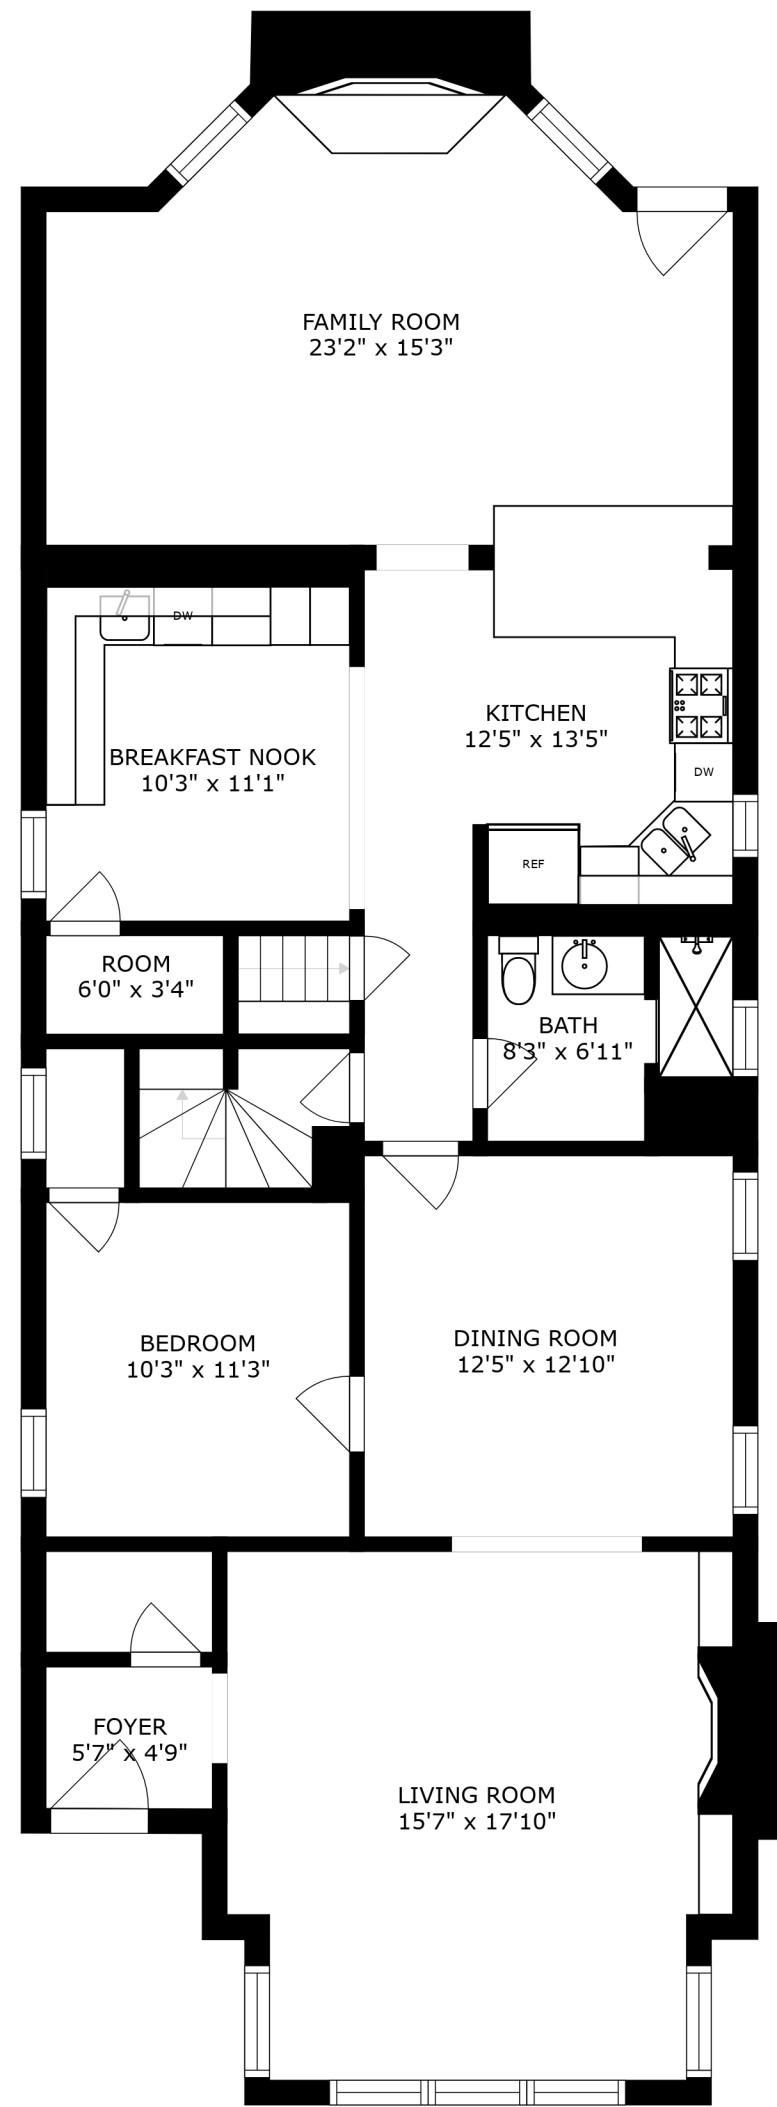 FAMILY ROOM
23'2" x 15'3"
DW
KITCHEN
12'5" x 13'5"
BREAKFAST NOOK
10'3" x 11'1"
DW
REF
ROOM
6'0" x 3'4"
BATH
8'3" x 6'11"
BEDROOM
10'3" x 11'3"
DINING ROOM
12'5" x 12'10"
FOYER
5'7" x 4'9"
LIVING ROOM
15'7" x 17'10"